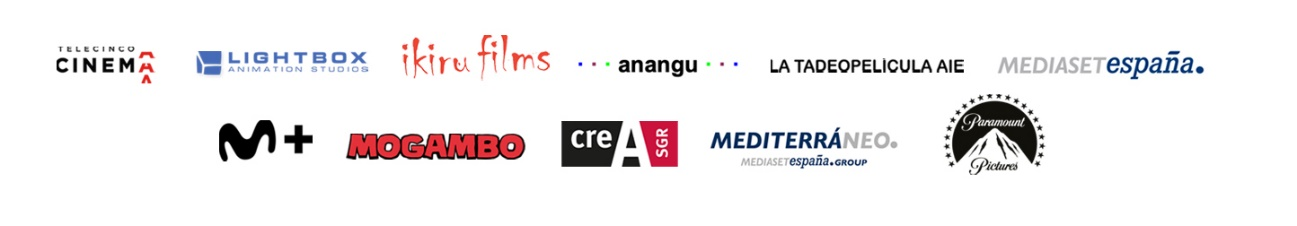 TELECINCO
CINEMA
LIGHTBOX
ANIMATION STUDIOS
ikiru films
anangu
LA TADEOPELÍCULA AIE
MEDIASETespaña.
M+
MOGAMBO
creA SGR
MEDITERRÁNEO.
MEDIASETespaña.GROUP
Paramount
Pictures